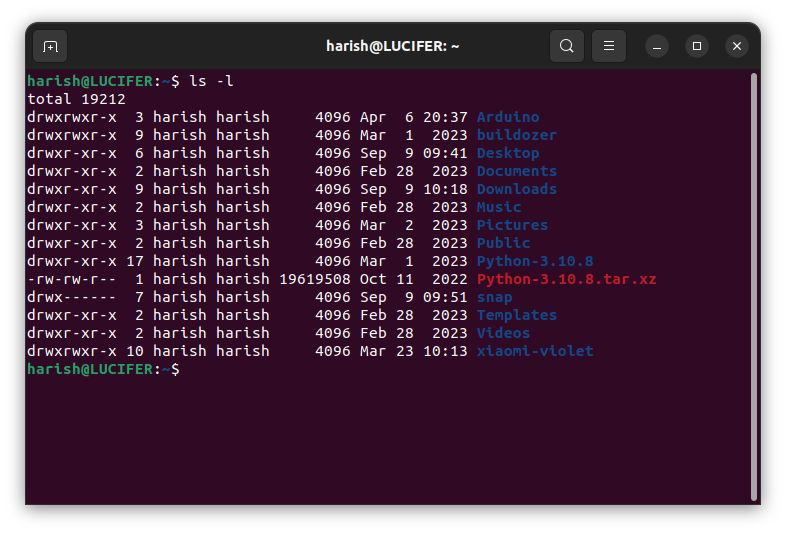 harish@LUCIFER: ~
harish@LUCIFER:~$ ls -l
total 19212
drwxrwxr-x  3 harish harish     4096 Apr  6 20:37 Arduino
drwxrwxr-x  9 harish harish     4096 Mar  1  2023 buildozer
drwxr-xr-x  6 harish harish     4096 Sep  9 09:41 Desktop
drwxr-xr-x  2 harish harish     4096 Feb 28  2023 Documents
drwxr-xr-x  9 harish harish     4096 Sep  9 10:18 Downloads
drwxr-xr-x  2 harish harish     4096 Feb 28  2023 Music
drwxr-xr-x  3 harish harish     4096 Mar  2  2023 Pictures
drwxr-xr-x  2 harish harish     4096 Feb 28  2023 Public
drwxr-xr-x 17 harish harish     4096 Mar  1  2023 Python-3.10.8
-rw-rw-r--  1 harish harish 19619508 Oct 11  2022 Python-3.10.8.tar.xz
drwx------  7 harish harish     4096 Sep  9 09:51 snap
drwxr-xr-x  2 harish harish     4096 Feb 28  2023 Templates
drwxr-xr-x  2 harish harish     4096 Feb 28  2023 Videos
drwxrwxr-x 10 harish harish     4096 Mar 23 10:13 xiaomi-violet
harish@LUCIFER:~$